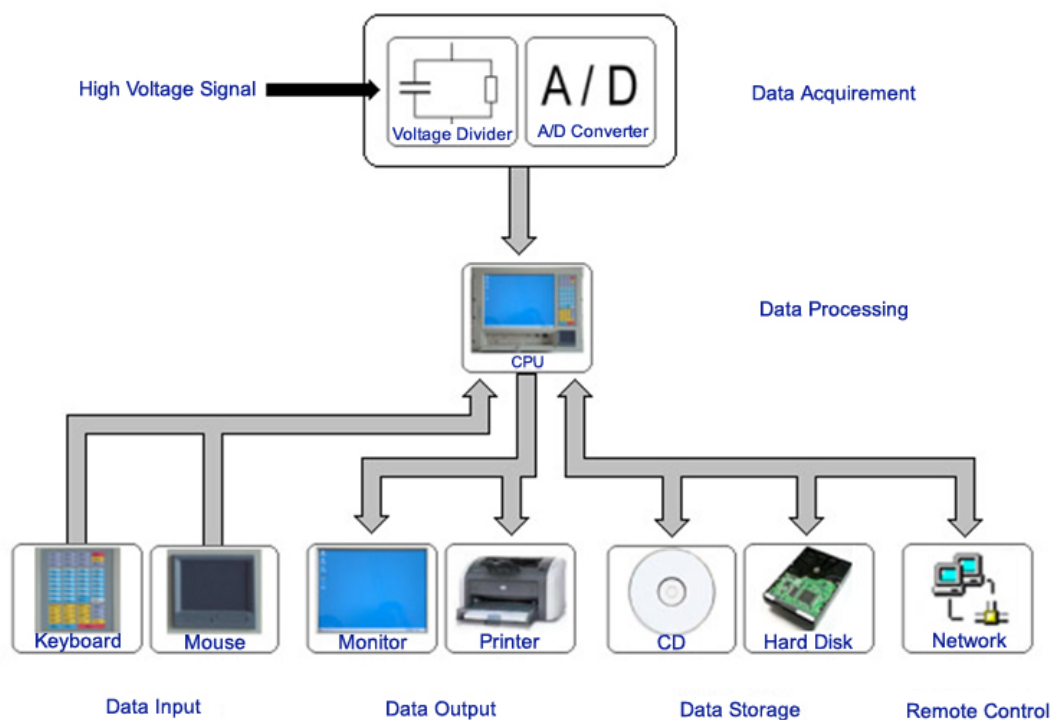 High Voltage Signal
Voltage Divider
A / D
A/D Converter
Data Acquirement
CPU
Data Processing
Keyboard
Mouse
Monitor
Printer
CD
Hard Disk
Network
Data Input
Data Output
Data Storage
Remote Control